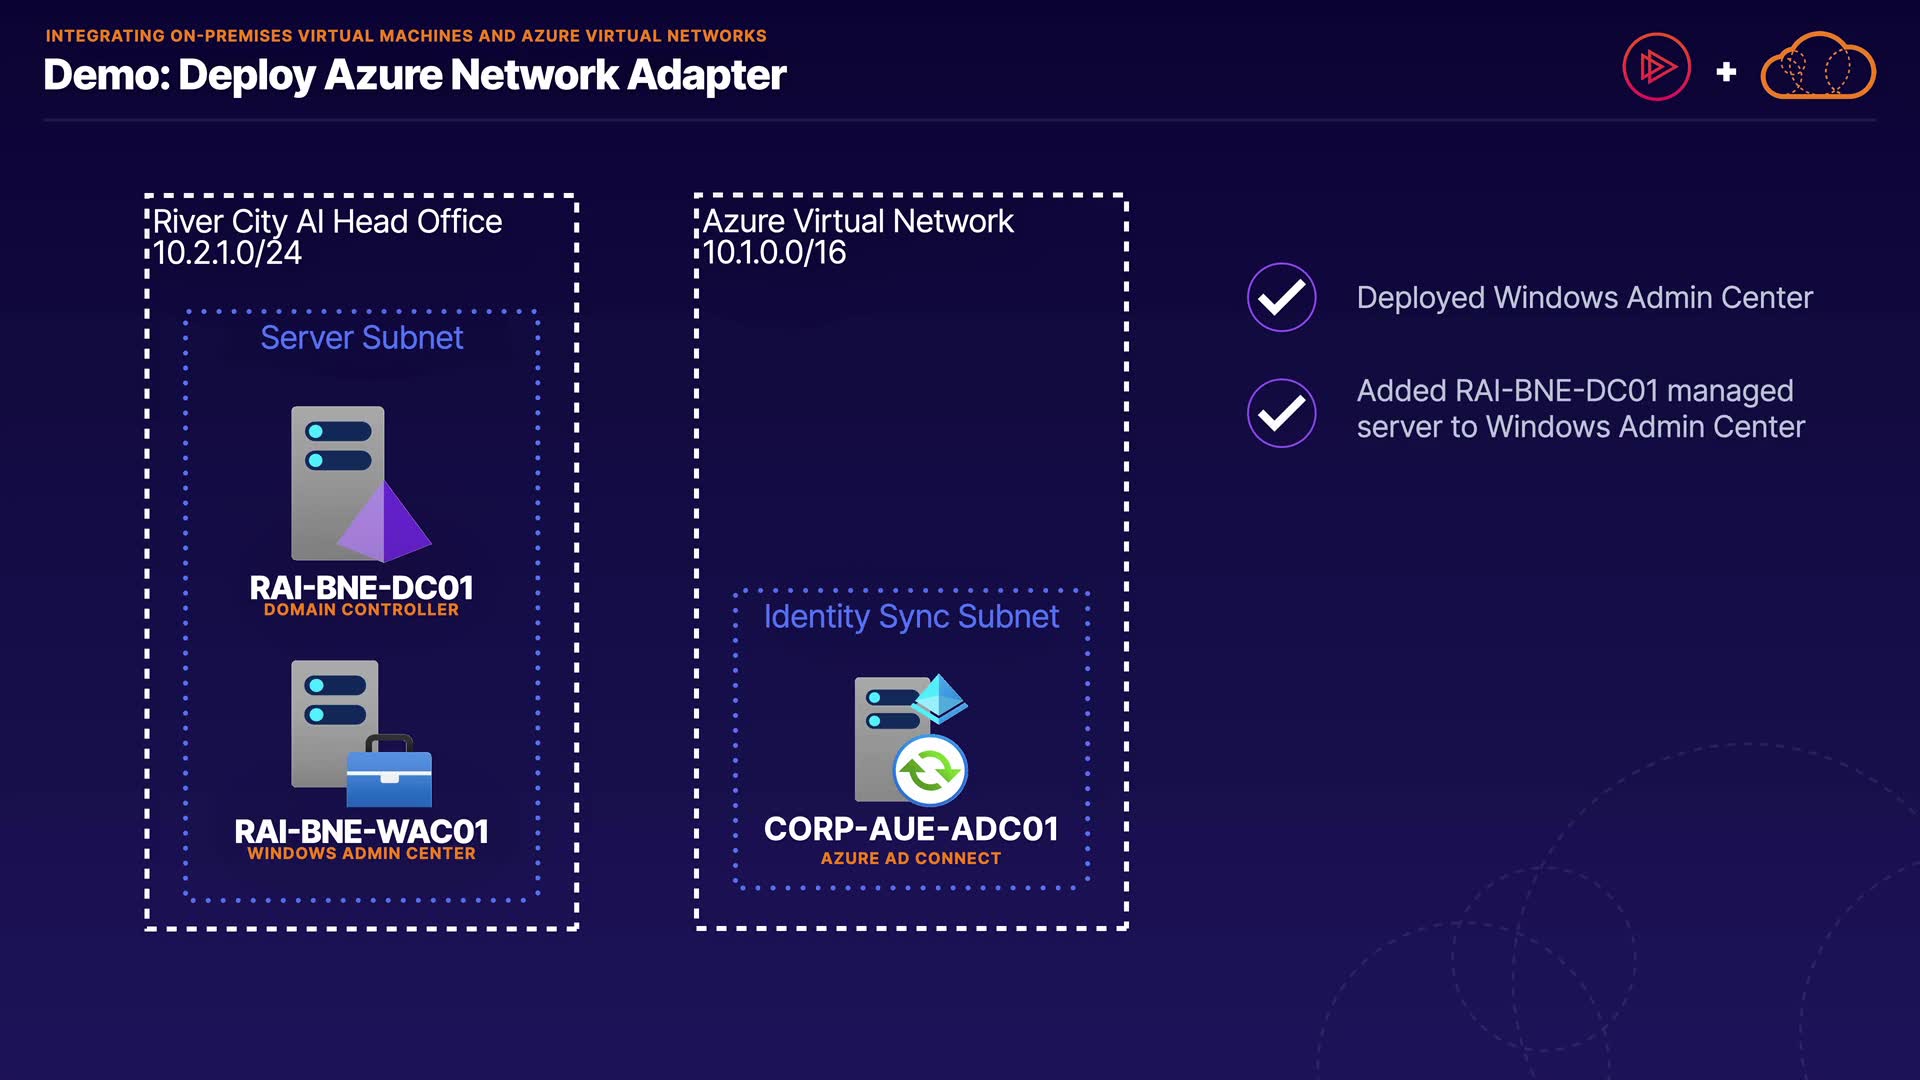 INTEGRATING ON-PREMISES VIRTUAL MACHINES AND AZURE VIRTUAL NETWORKS
Demo: Deploy Azure Network Adapter
River City AI Head Office
10.2.1.0/24
Server Subnet
RAI-BNE-DC01
DOMAIN CONTROLLER
RAI-BNE-WAC01
WINDOWS ADMIN CENTER
Azure Virtual Network
10.1.0.0/16
Identity Sync Subnet
CORP-AUE-ADC01
AZURE AD CONNECT
Deployed Windows Admin Center
Added RAI-BNE-DC01 managed
server to Windows Admin Center